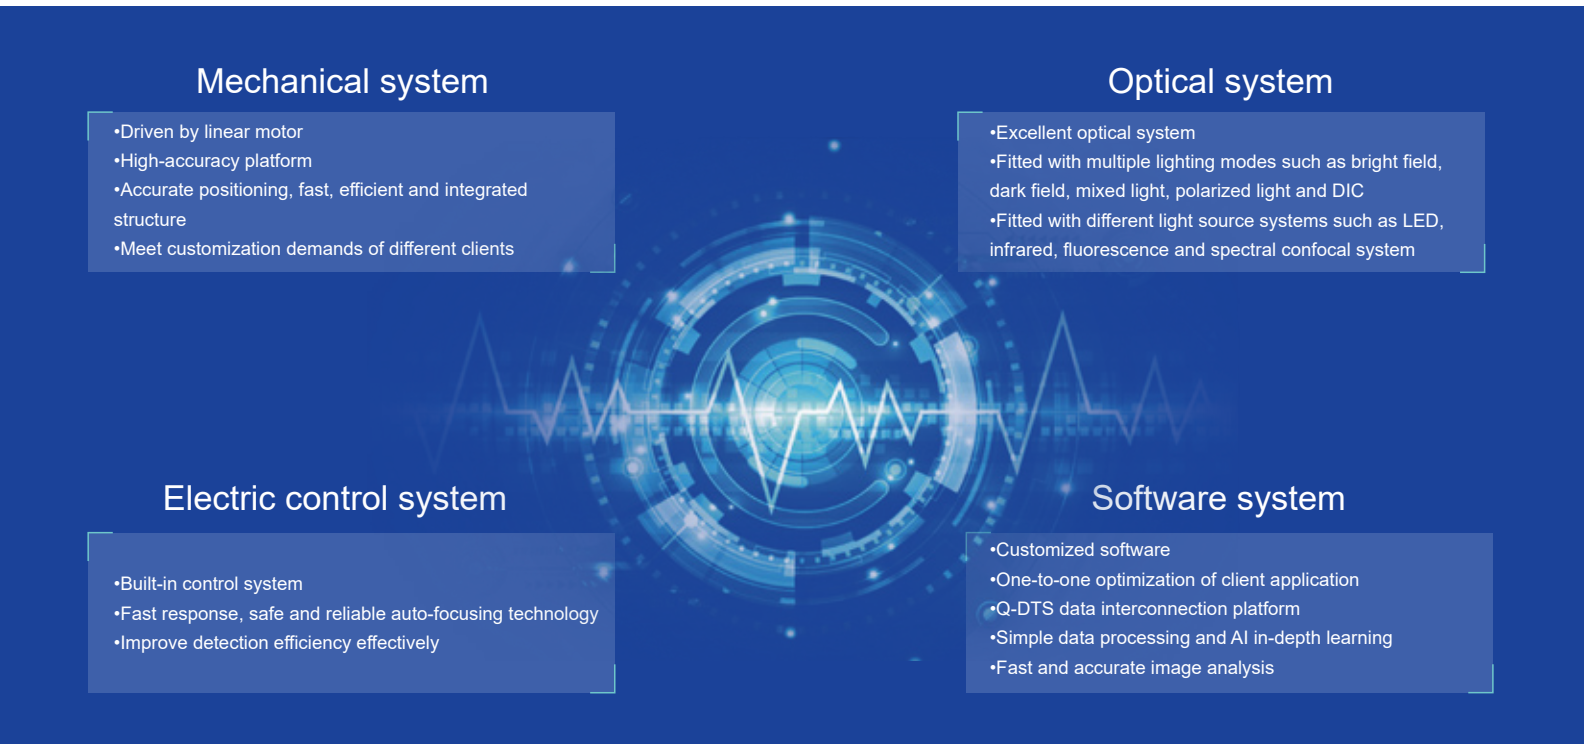 Mechanical system
•Driven by linear motor
•High-accuracy platform
•Accurate positioning, fast, efficient and integrated
structure
•Meet customization demands of different clients
Optical system
•Excellent optical system
•Fitted with multiple lighting modes such as bright field,
dark field, mixed light, polarized light and DIC
•Fitted with different light source systems such as LED,
infrared, fluorescence and spectral confocal system
Electric control system
•Built-in control system
•Fast response, safe and reliable auto-focusing technology
•Improve detection efficiency effectively
Software system
•Customized software
•One-to-one optimization of client application
•Q-DTS data interconnection platform
•Simple data processing and AI in-depth learning
•Fast and accurate image analysis